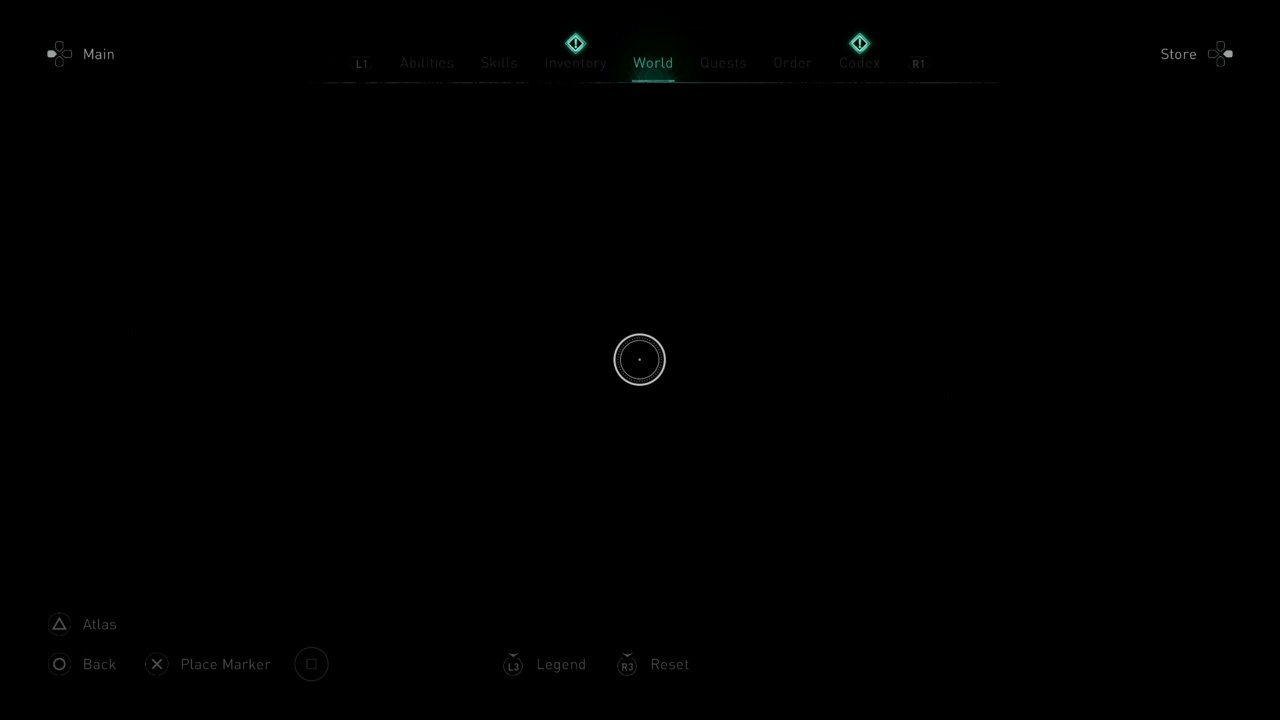 Main
L1 Abilities Skills Inventory World Quests Order Codex R1
Store
Atlas
Back Place Marker L3 Legend R3 Reset